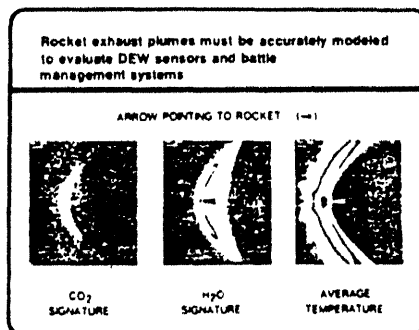 Rocket exhaust plumes must be accurately modeled
to evaluate DEW sensors and battle
management systems
ARROW POINTING TO ROCKET (→)
CO₂ H₂O AVERAGE
SIGNATURE SIGNATURE TEMPERATURE